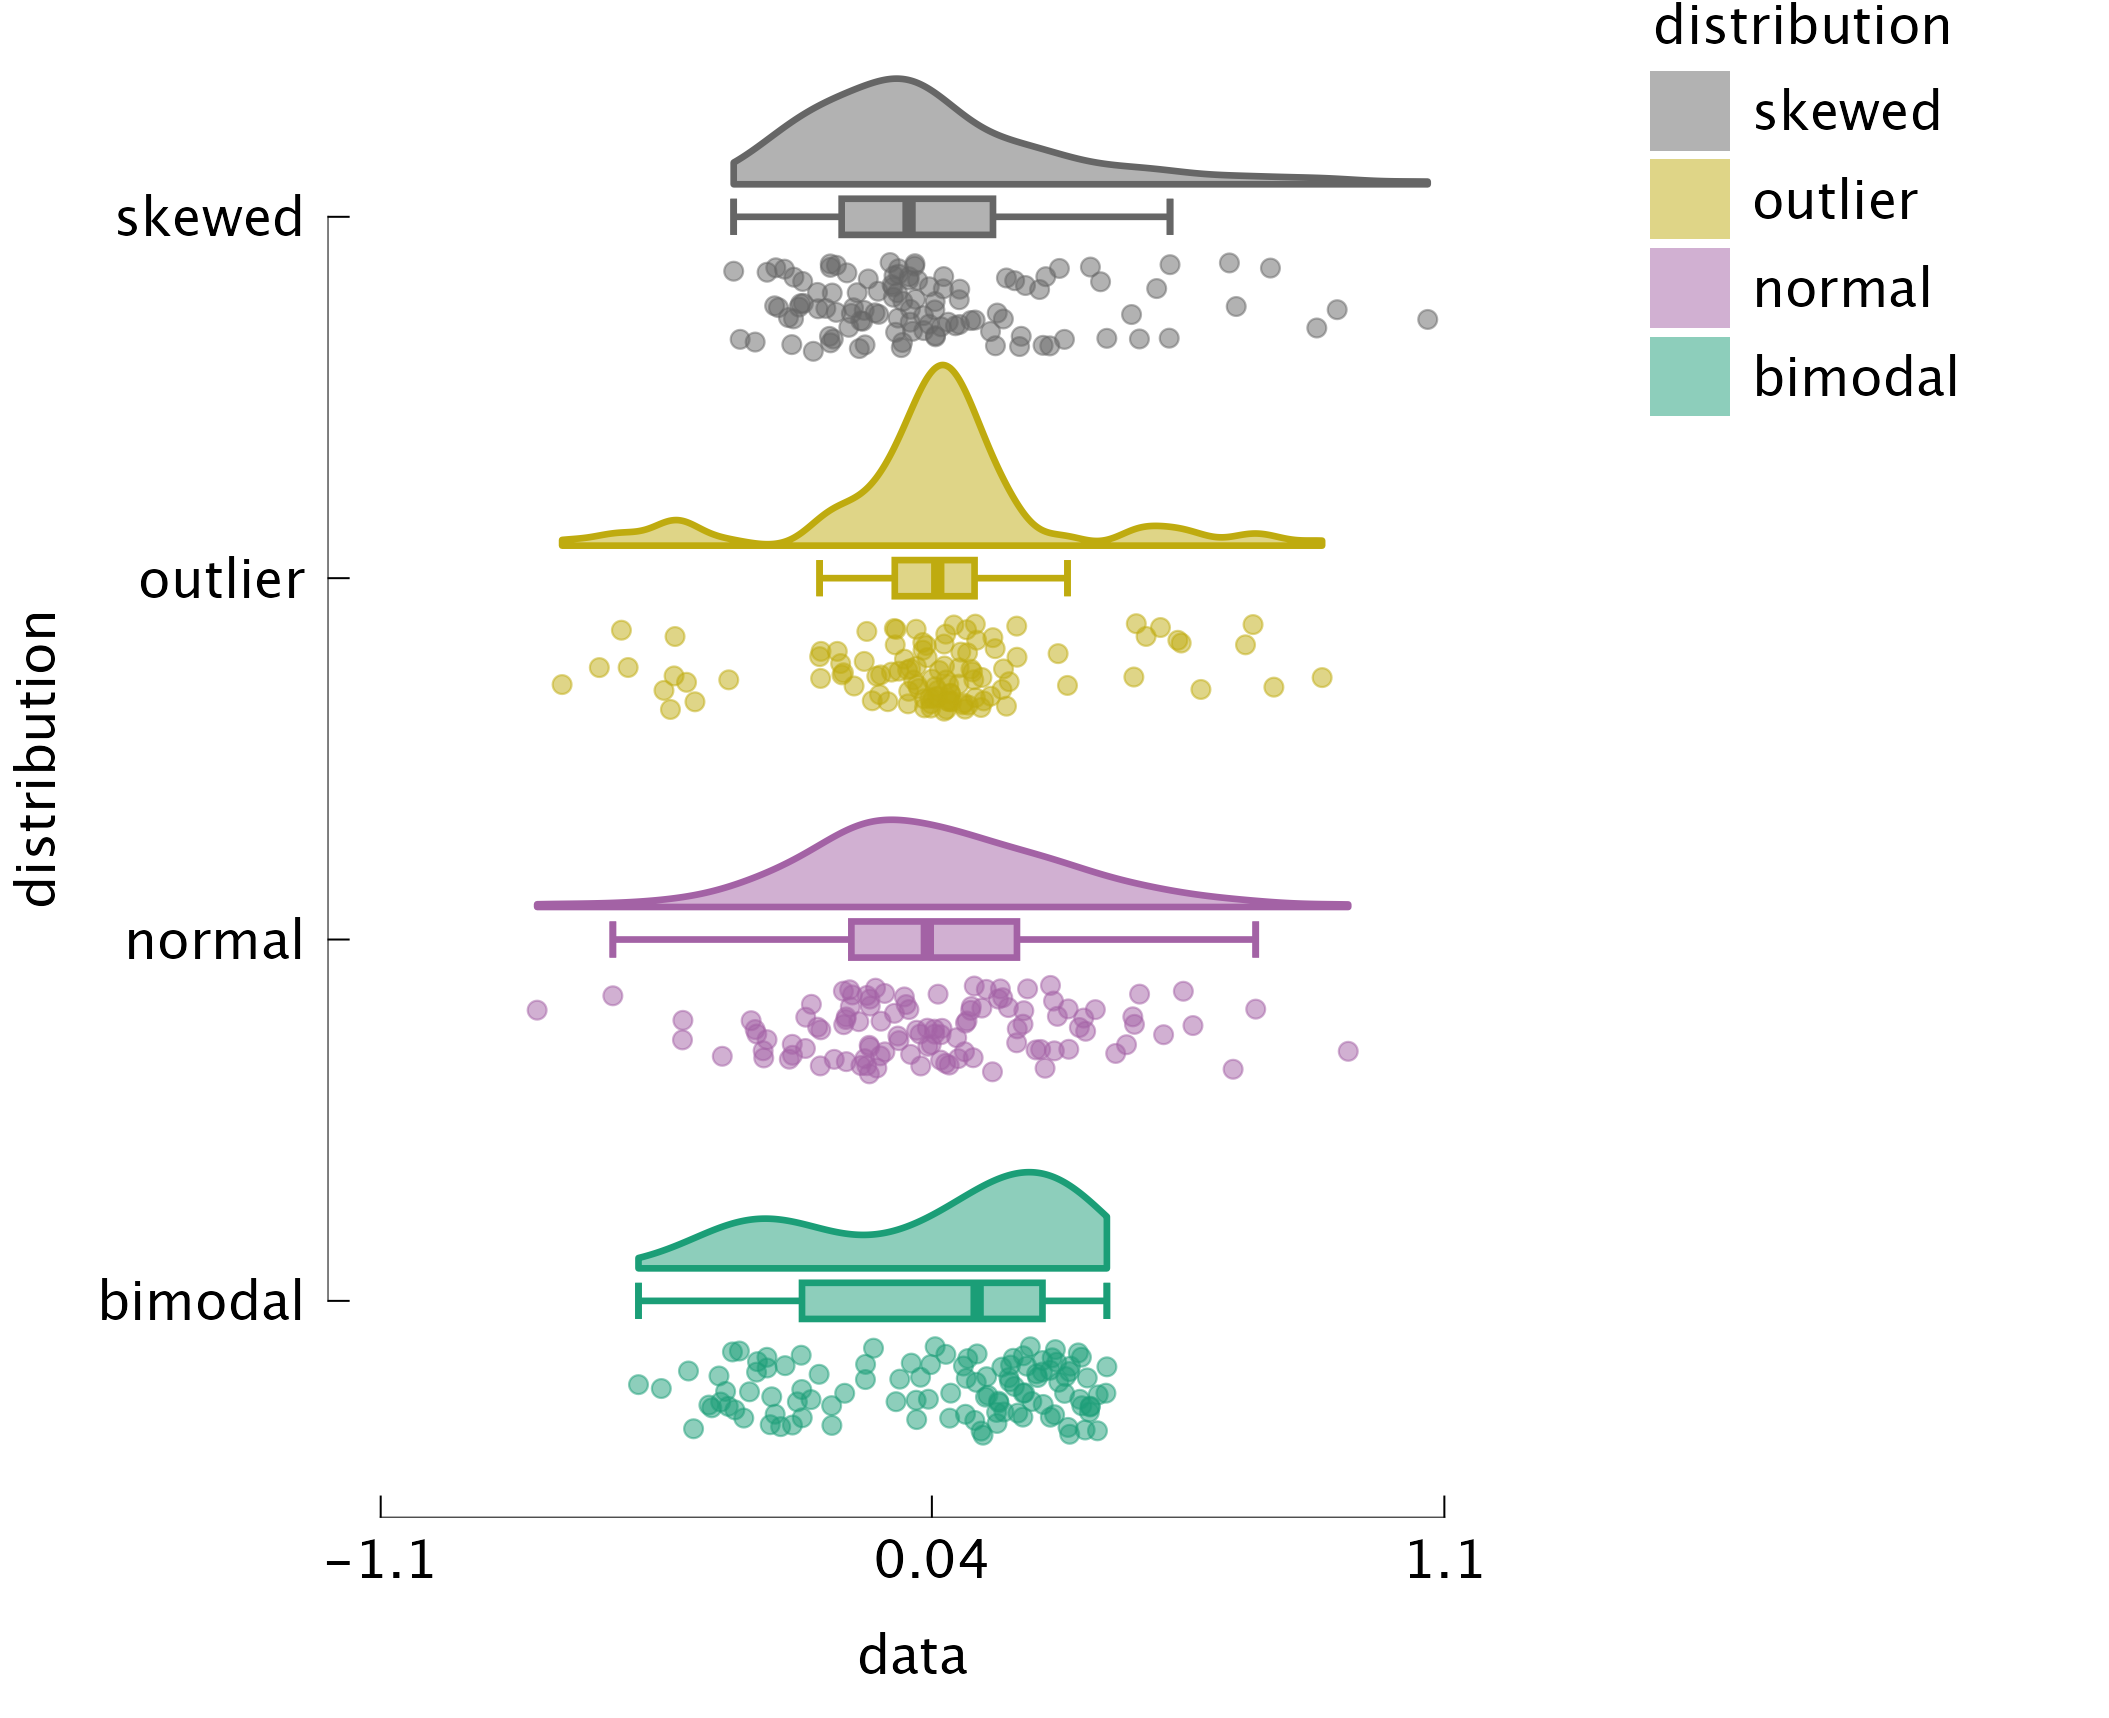 distribution
skewed
outlier
normal
bimodal
skewed
outlier
normal
bimodal
distribution
-1.1
0.04
1.1
data